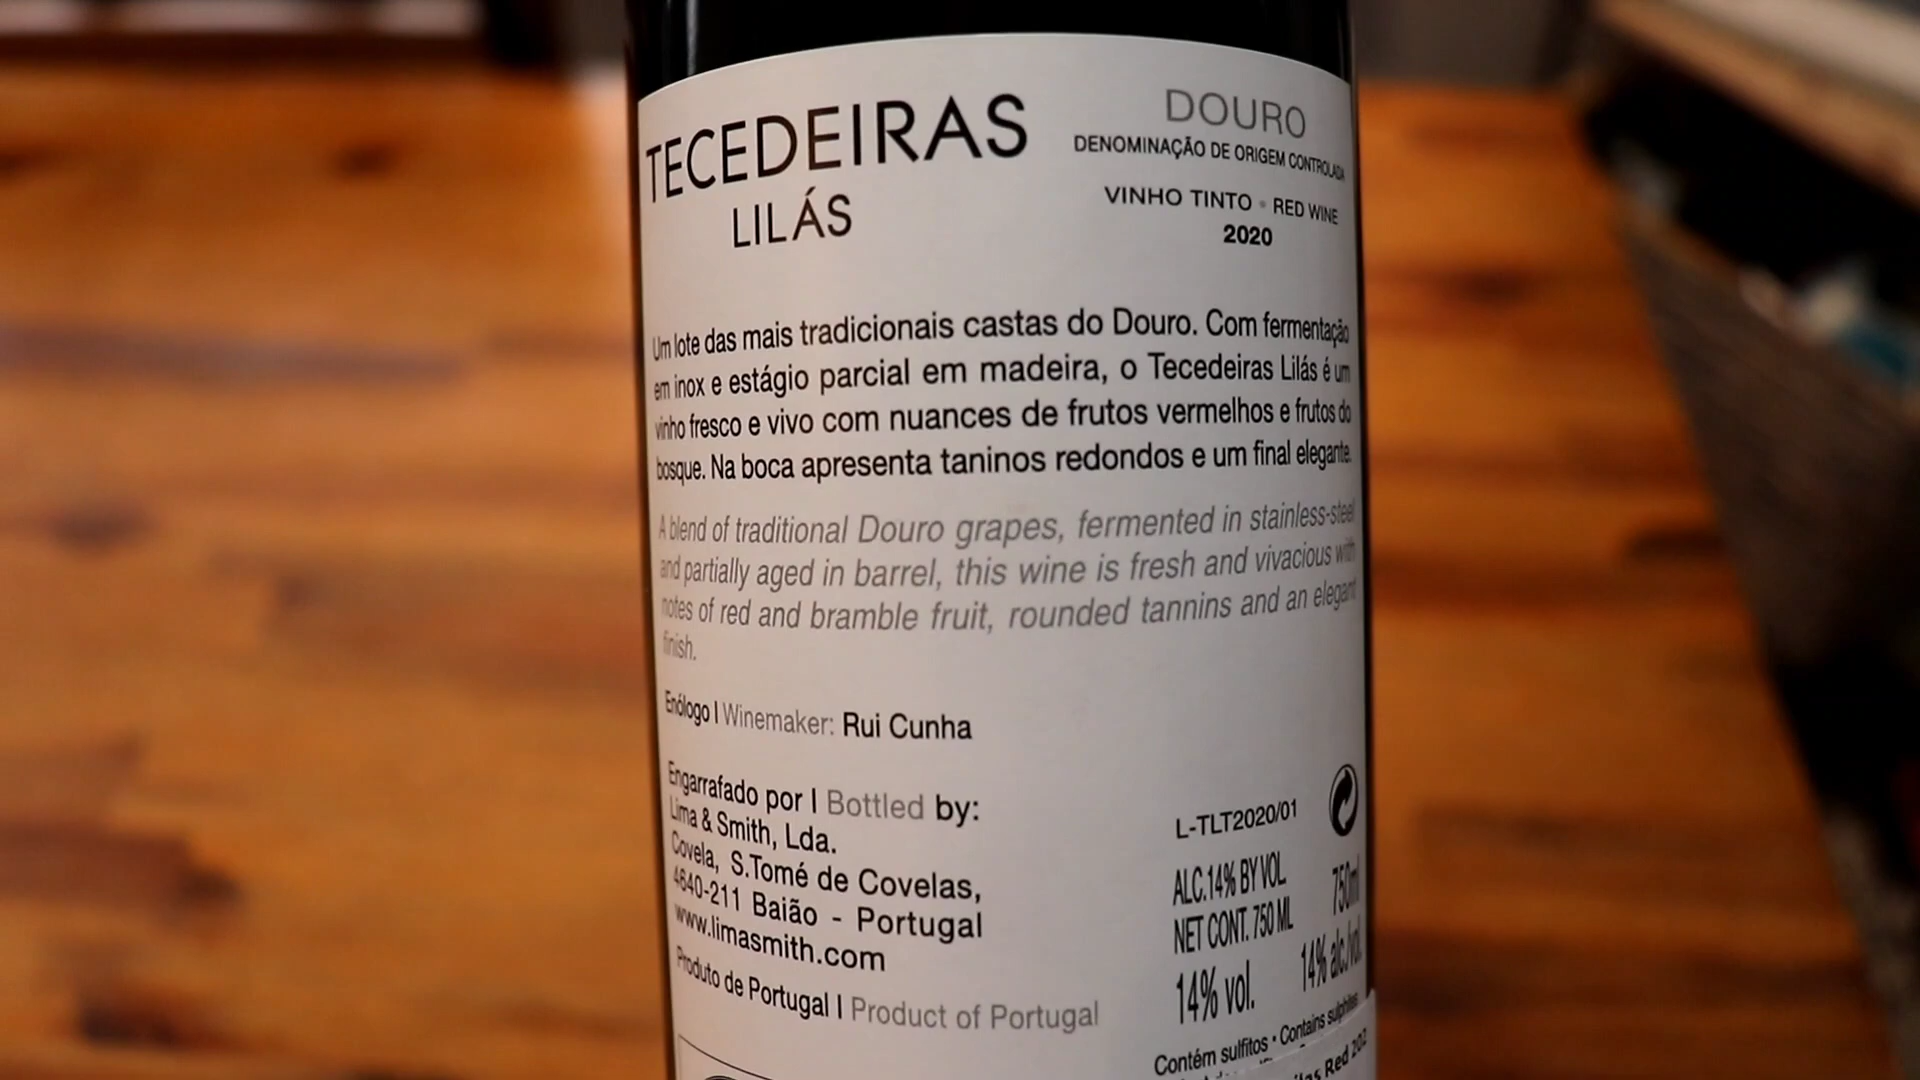 TECEDEIRAS
LILÁS
DOURO
DENOMINAÇÃO DE ORIGEM CONTROLADA
VINHO TINTO • RED WINE
2020
Um lote das mais tradicionais castas do Douro. Com fermentação
em inox e estágio parcial em madeira, o Tecedeiras Lilás é um
vinho fresco e vivo com nuances de frutos vermelhos e frutos do
bosque. Na boca apresenta taninos redondos e um final elegante.
A blend of traditional Douro grapes, fermented in stainless-steel
and partially aged in barrel, this wine is fresh and vivacious with
notes of red and bramble fruit, rounded tannins and an elegant
finish.
Enólogo | Winemaker: Rui Cunha
Engarrafado por | Bottled by:
Lima & Smith, Lda.
Covela, S.Tomé de Covelas,
4640-211 Baião - Portugal
www.limasmith.com
Produto de Portugal | Product of Portugal
L-TLT2020/01
ALC.14% BY VOL
NET CONT. 750 ML
750ml
14% vol.
14% alc./vol.
Contém sulfitos • Contains sulphites
Red 202